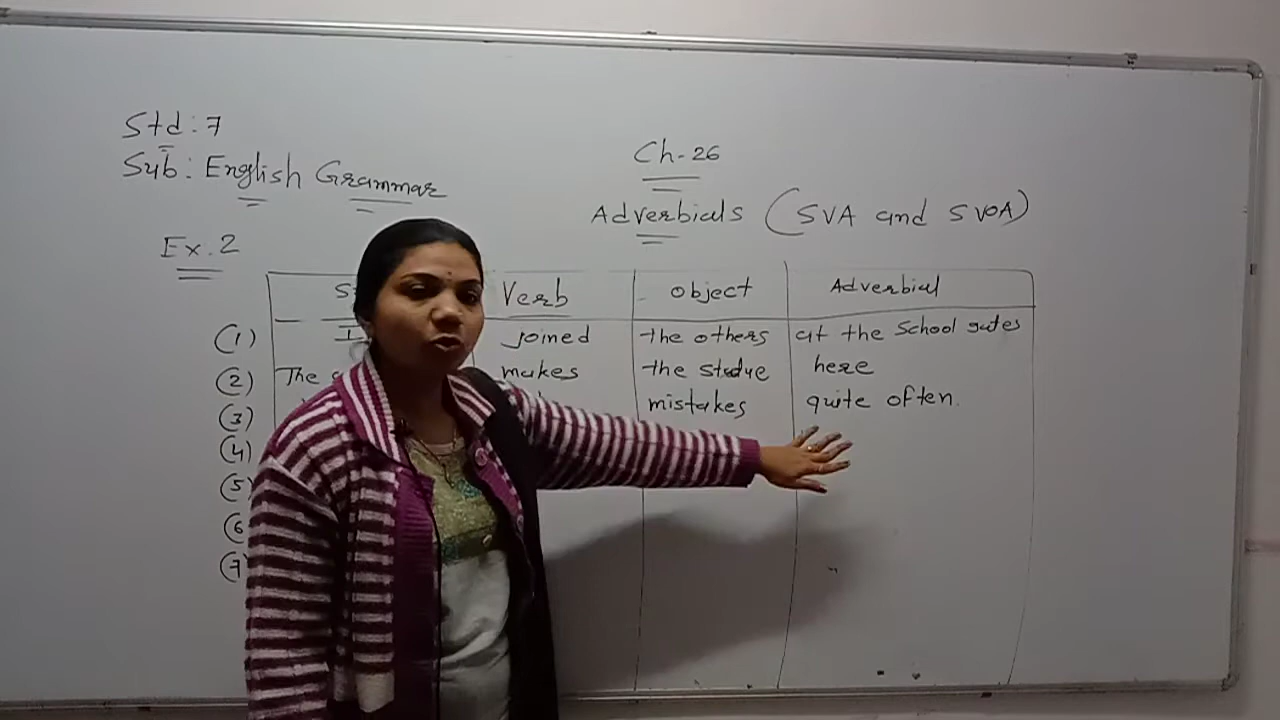 Std: 7
Sub: English Grammar
Ch-26
Adverbials (SVA and SVOA)
Ex. 2
Verb Object Adverbial
(1) I joined the others at the School gates
(2) The makes the studye here
(3) mistakes quite often.
(4)
(5)
(6)
(7)